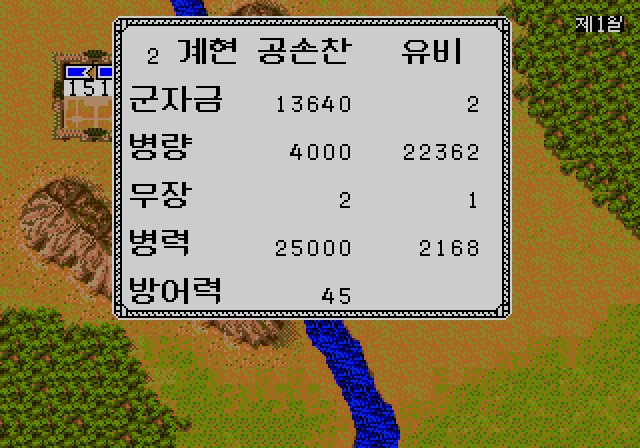 제1월
2 계현 공손찬 유비
군자금 13640 2
병량 4000 22362
무장 2 1
병력 25000 2168
방어력 45
151